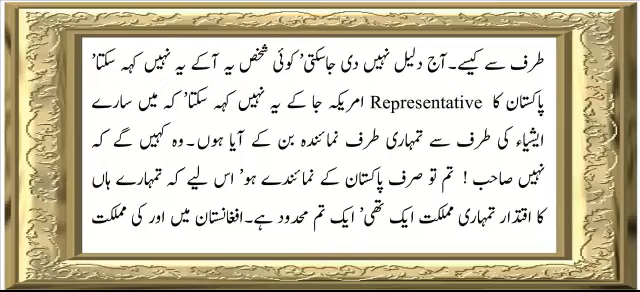 طرف سے کیسے۔ آج دلیل نہیں دی جاسکتی’ کوئی شخص یہ آکے یہ نہیں کہہ سکتا’
پاکستان کا Representative امریکہ جا کے یہ نہیں کہہ سکتا’ کہ میں سارے
ایشیاء کی طرف سے تمہاری طرف نمائندہ بن کے آیا ہوں۔ وہ کہیں گے کہ
نہیں صاحب ! تم تو صرف پاکستان کے نمائندے ہو’ اس لیے کہ تمہارے ہاں
کا اقتدار تمہاری مملکت ایک تھی’ ایک تم محدود ہے۔ افغانستان میں اور کی مملکت